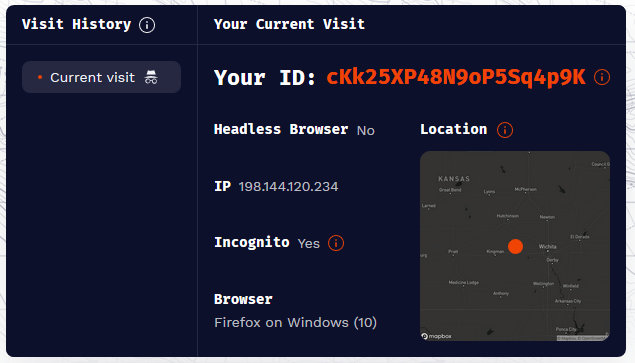 Visit History
Your Current Visit
Current visit
Your ID: cKk25XP48N9oP5Sq4p9K
Headless Browser No
Location
IP 198.144.120.234
Incognito Yes
Browser
Firefox on Windows (10)
KANSAS
Great Bend
Lyons
McPherson
Council G
Larned
Hutchinson
Newton
El Dorado
Pratt
Kingman
Wichita
Derby
Medicine Lodge
Wellington
Winfield
Anthony
Arkansas City
Ponca City
mapbox
© Mapbox © OpenStreetMap